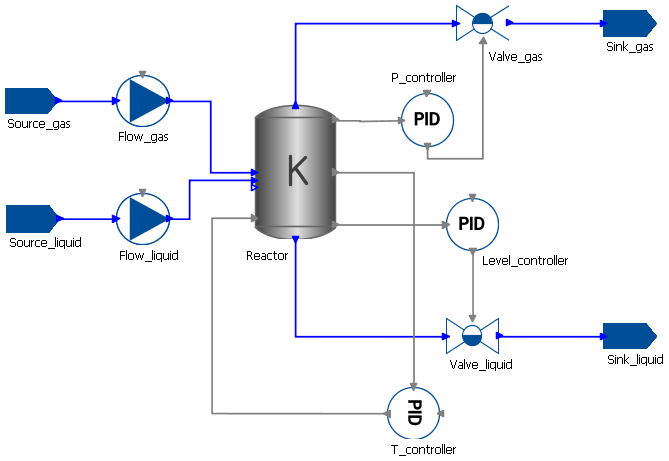 Valve_gas
Sink_gas
P_controller
PID
Source_gas
Flow_gas
K
PID
Source_liquid
Flow_liquid
Reactor
Level_controller
Valve_liquid
Sink_liquid
PID
T_controller